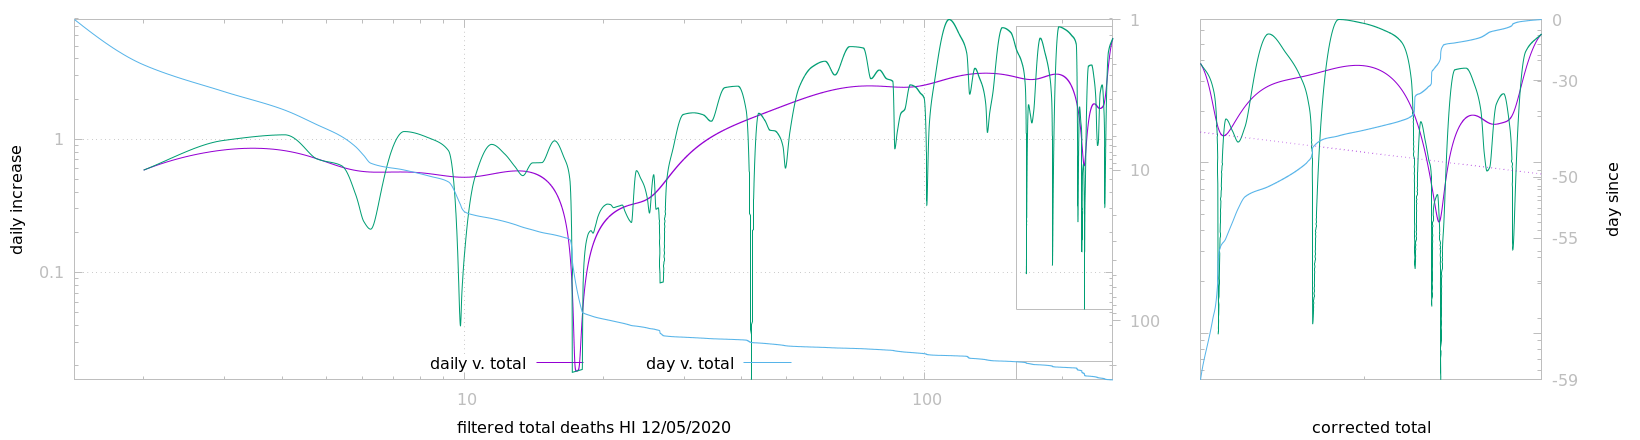 1
0.1
daily increase
daily v. total
day v. total
10
100
filtered total deaths HI 12/05/2020
1
10
100
0
-30
-50
-55
-59
day since
corrected total